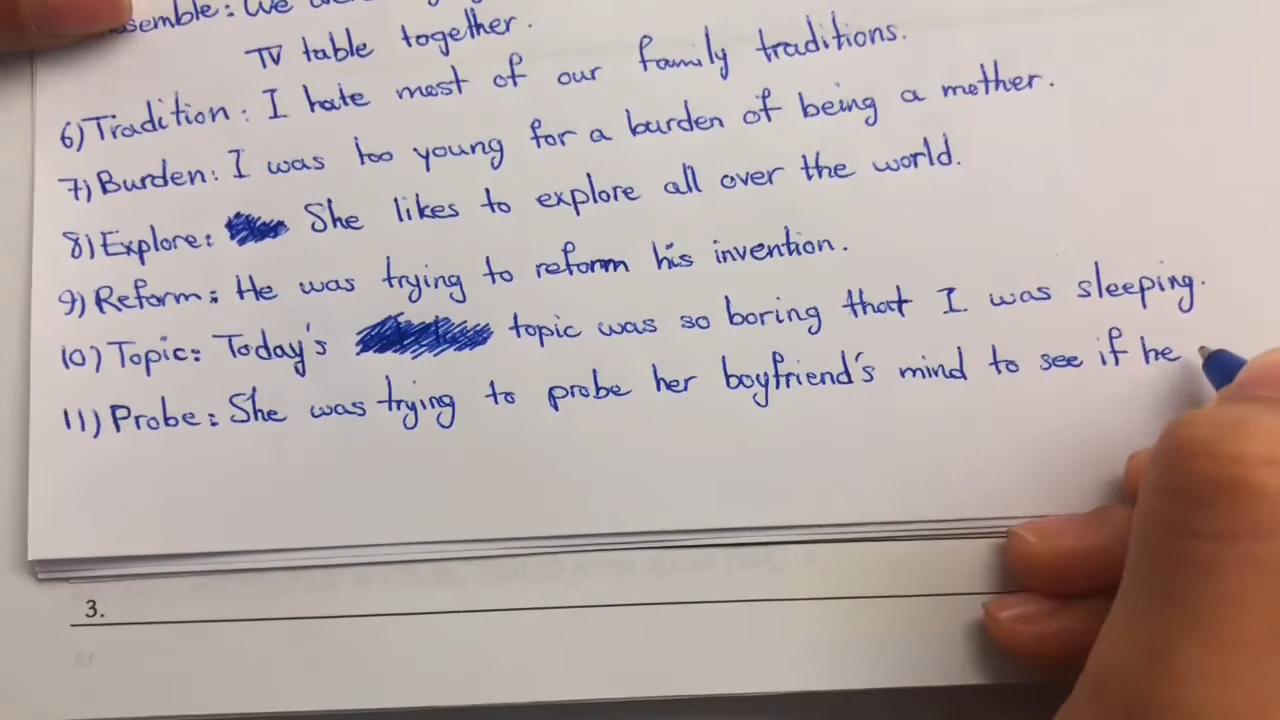 TV table together.
6) Tradition: I hate most of our family traditions.
7) Burden: I was too young for a burden of being a mother.
8) Explore: She likes to explore all over the world.
9) Reform: He was trying to reform his invention.
10) Topic: Today's topic was so boring that I was sleeping.
11) Probe: She was trying to probe her boyfriend's mind to see if he
3.